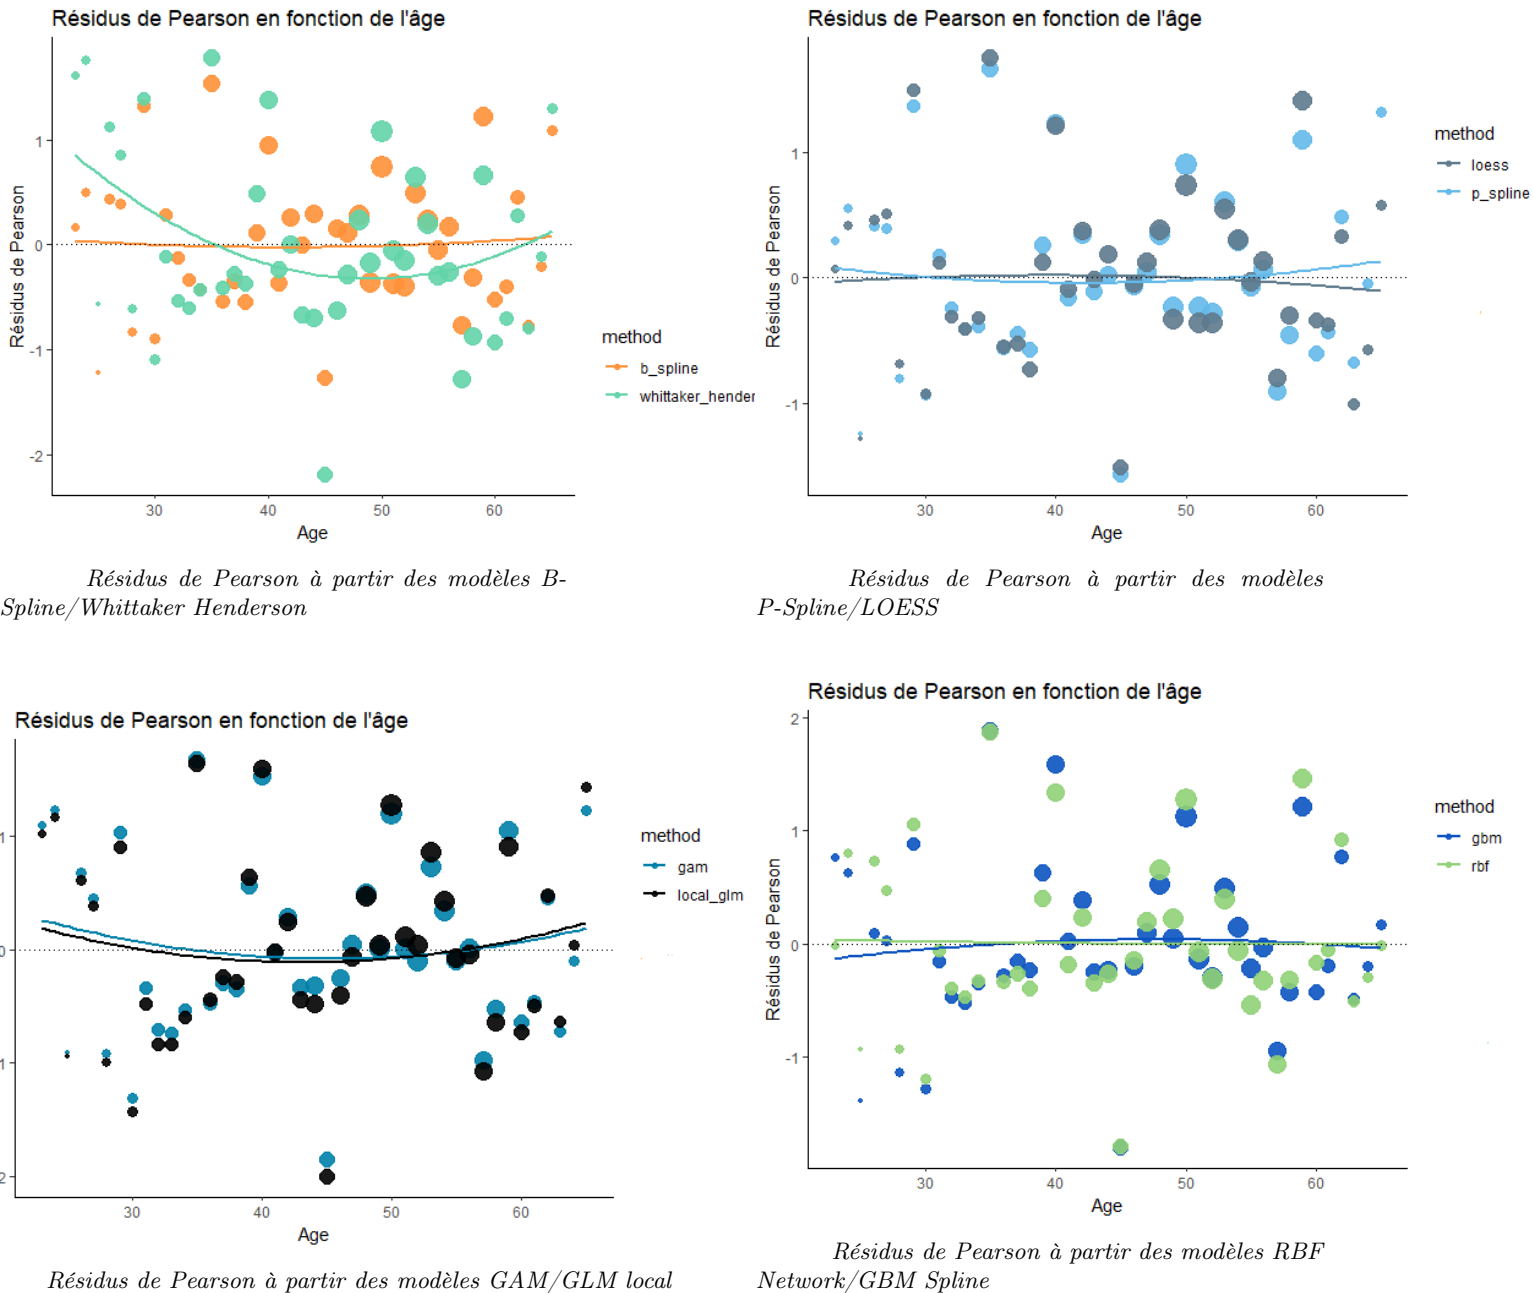 Résidus de Pearson en fonction de l'âge
Résidus de Pearson
1
0
-1
-2
30 40 50 60
Age
method
b_spline
whittaker_hender
Résidus de Pearson à partir des modèles B-
Spline/Whittaker Henderson
Résidus de Pearson en fonction de l'âge
Résidus de Pearson
1
0
-1
30 40 50 60
Age
method
loess
p_spline
Résidus de Pearson à partir des modèles
P-Spline/LOESS
Résidus de Pearson en fonction de l'âge
1
0
1
2
30 40 50 60
Age
method
gam
local_glm
Résidus de Pearson à partir des modèles GAM/GLM local
Résidus de Pearson en fonction de l'âge
Résidus de Pearson
2
1
0
-1
30 40 50 60
Age
method
gbm
rbf
Résidus de Pearson à partir des modèles RBF
Network/GBM Spline